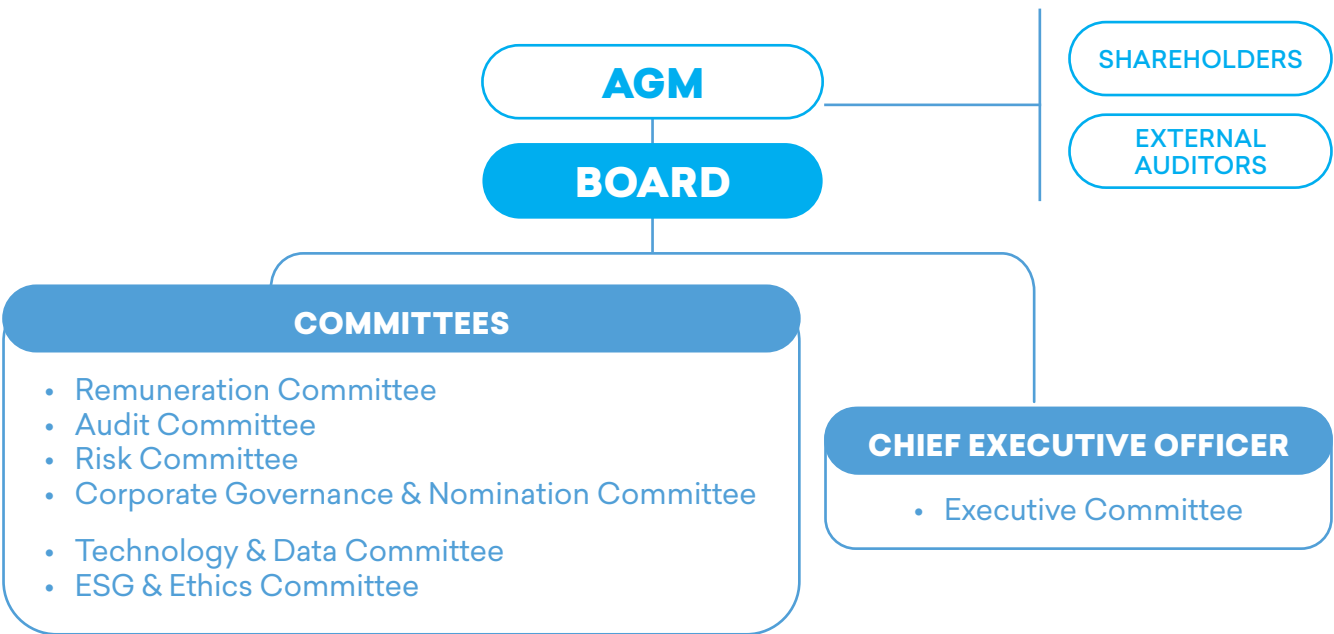 AGM
SHAREHOLDERS
EXTERNAL
AUDITORS
BOARD
COMMITTEES
• Remuneration Committee
• Audit Committee
• Risk Committee
• Corporate Governance & Nomination Committee
• Technology & Data Committee
• ESG & Ethics Committee
CHIEF EXECUTIVE OFFICER
• Executive Committee